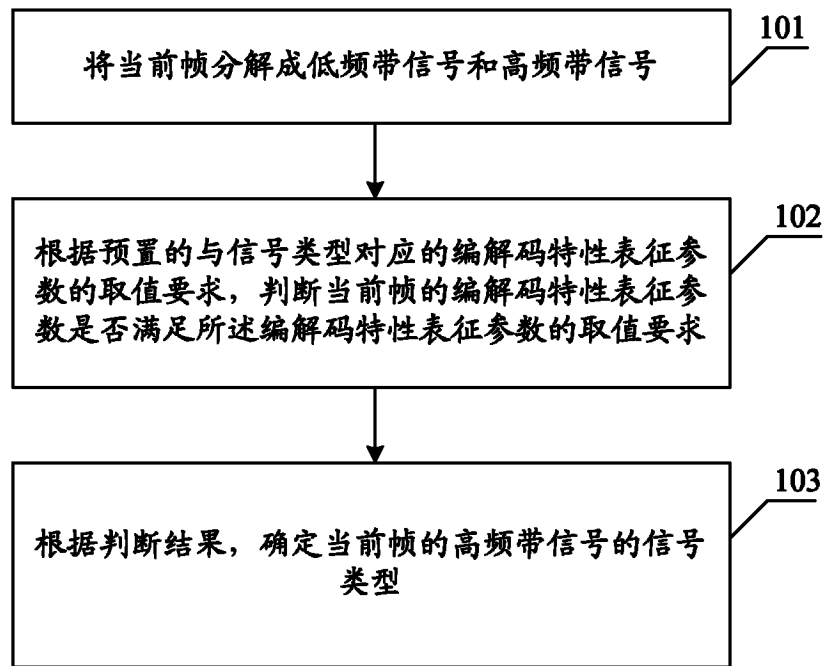 101
将当前帧分解成低频带信号和高频带信号
102
根据预置的与信号类型对应的编解码特性表征参
数的取值要求，判断当前帧的编解码特性表征参
数是否满足所述编解码特性表征参数的取值要求
103
根据判断结果，确定当前帧的高频带信号的信号
类型